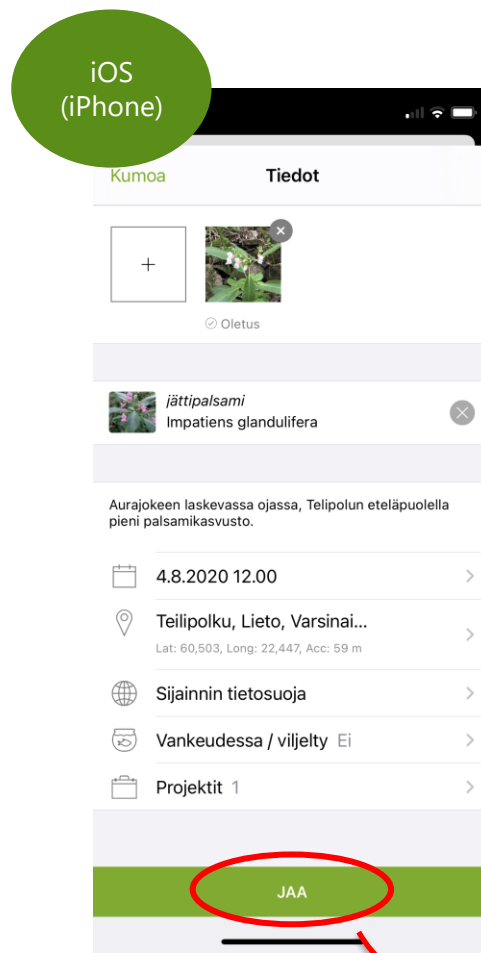 iOS
(iPhone)
Kumoa
Tiedot
Oletus
jättipalsami
Impatiens glandulifera
Aurajokeen laskevassa ojassa, Telipolun eteläpuolella
pieni palsamikasvusto.
4.8.2020 12.00
Teilipolku, Lieto, Varsinai...
Lat: 60,503, Long: 22,447, Acc: 59 m
Sijainnin tietosuoja
Vankeudessa / viljelty Ei
Projektit 1
JAA